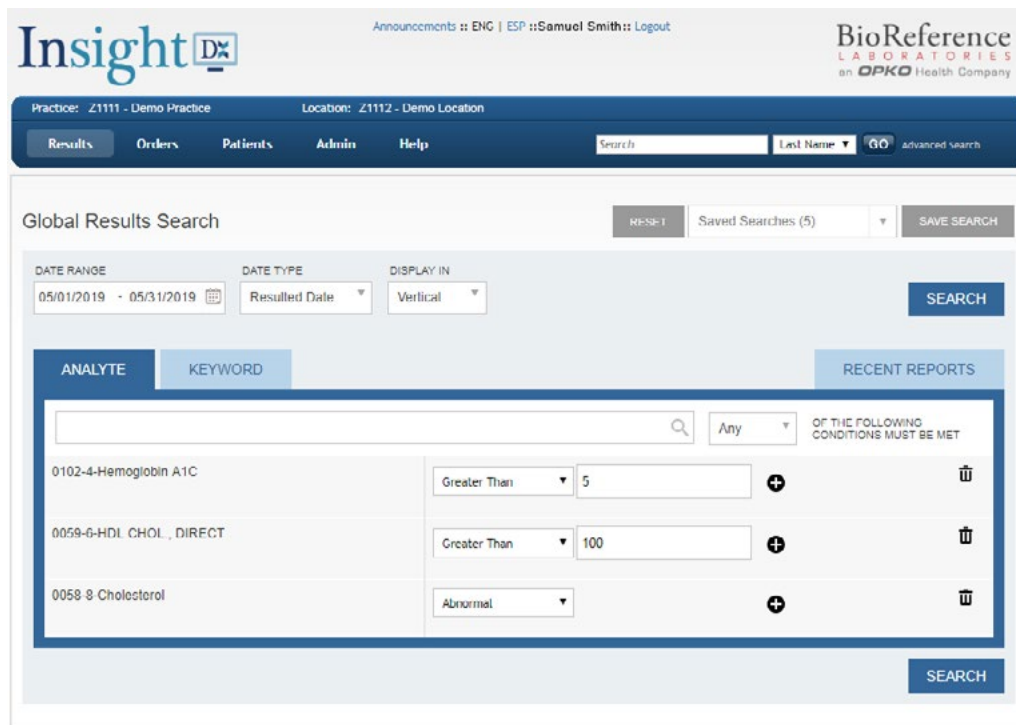 Announcements :: ENG | ESP ::Samuel Smith:: Logout
Insight Dx
BioReference
LABORATORIES
an OPKO Health Company
Practice: Z1111 - Demo Practice Location: Z1112 - Demo Location
Results Orders Patients Admin Help Search Last Name GO advanced search
Global Results Search RESET Saved Searches (5) SAVE SEARCH
DATE RANGE DATE TYPE DISPLAY IN
05/01/2019 - 05/31/2019 Resulted Date Vertical SEARCH
ANALYTE KEYWORD RECENT REPORTS
Any OF THE FOLLOWING
CONDITIONS MUST BE MET
0102-4-Hemoglobin A1C Greater Than 5
0059-6-HDL CHOL., DIRECT Greater Than 100
0058-8-Cholesterol Abnormal
SEARCH